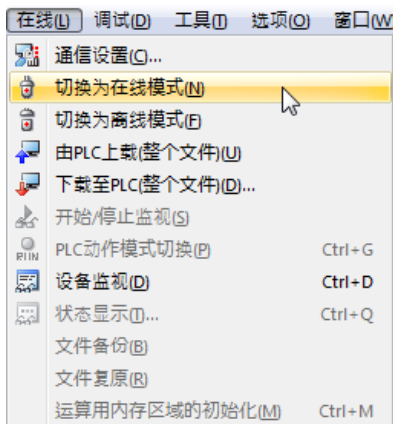 在线(L) 调试(D) 工具(T) 选项(O) 窗口(W
通信设置(C)...
切换为在线模式(N)
切换为离线模式(F)
由PLC上载(整个文件)(U)
下载至PLC(整个文件)(D)...
开始/停止监视(S)
RUN PLC动作模式切换(P) Ctrl+G
设备监视(D) Ctrl+D
状态显示(T)... Ctrl+Q
文件备份(B)
文件复原(R)
运算用内存区域的初始化(M) Ctrl+M